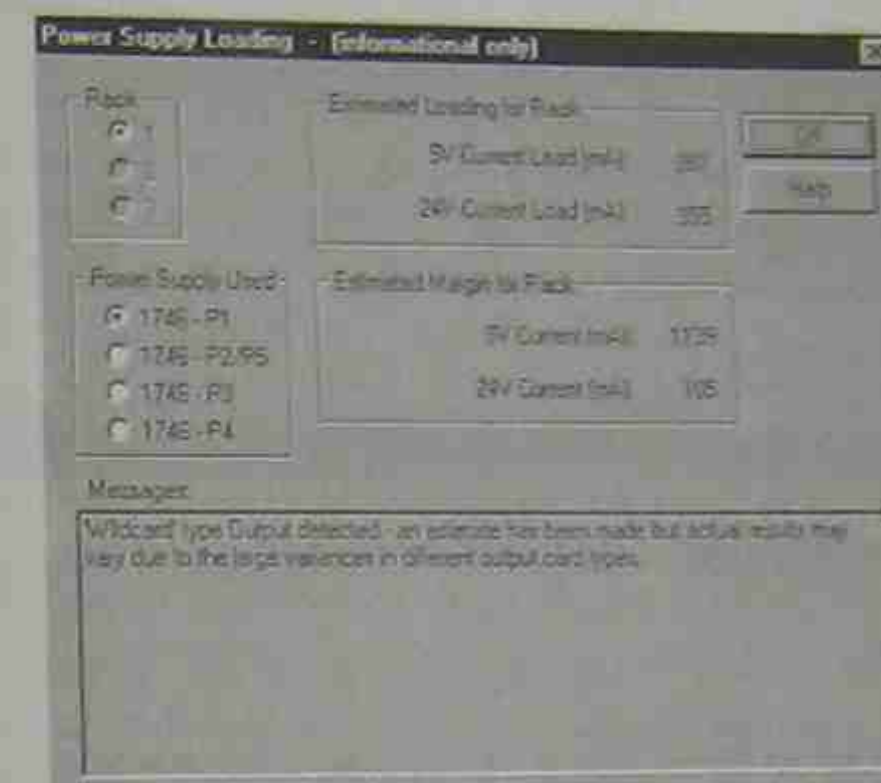 Power Supply Loading - (informational only)
Rack
1
2
Estimated Loading for Rack
5V Current Load (mA):
24V Current Load (mA): 355
OK
Help
Power Supply Used
1746 - P1
1746 - P2/P5
1746 - P3
1746 - P4
Estimated Margin for Rack
5V Current (mA): 1739
24V Current (mA): 105
Messages:
'Wildcard' type Output detected - an estimate has been made but actual results may
vary due to the large variances in different output card types.